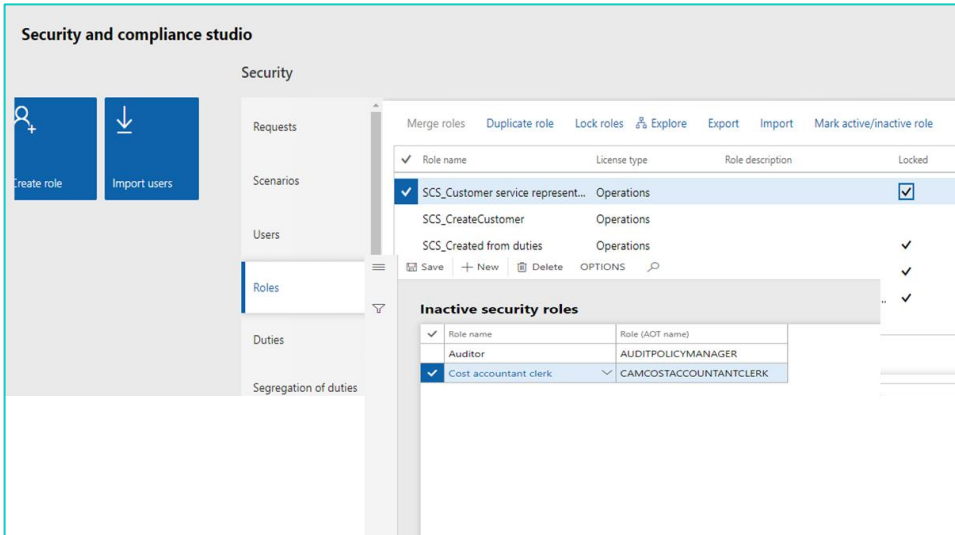 Security and compliance studio
Security
Create role
Import users
Requests
Scenarios
Users
Roles
Duties
Segregation of duties
Merge roles Duplicate role Lock roles Explore Export Import Mark active/inactive role
Role name License type Role description Locked
SCS_Customer service represent... Operations
SCS_CreateCustomer Operations
SCS_Created from duties Operations
..
Save New Delete OPTIONS
Inactive security roles
Role name Role (AOT name)
Auditor AUDITPOLICYMANAGER
Cost accountant clerk CAMCOSTACCOUNTANTCLERK